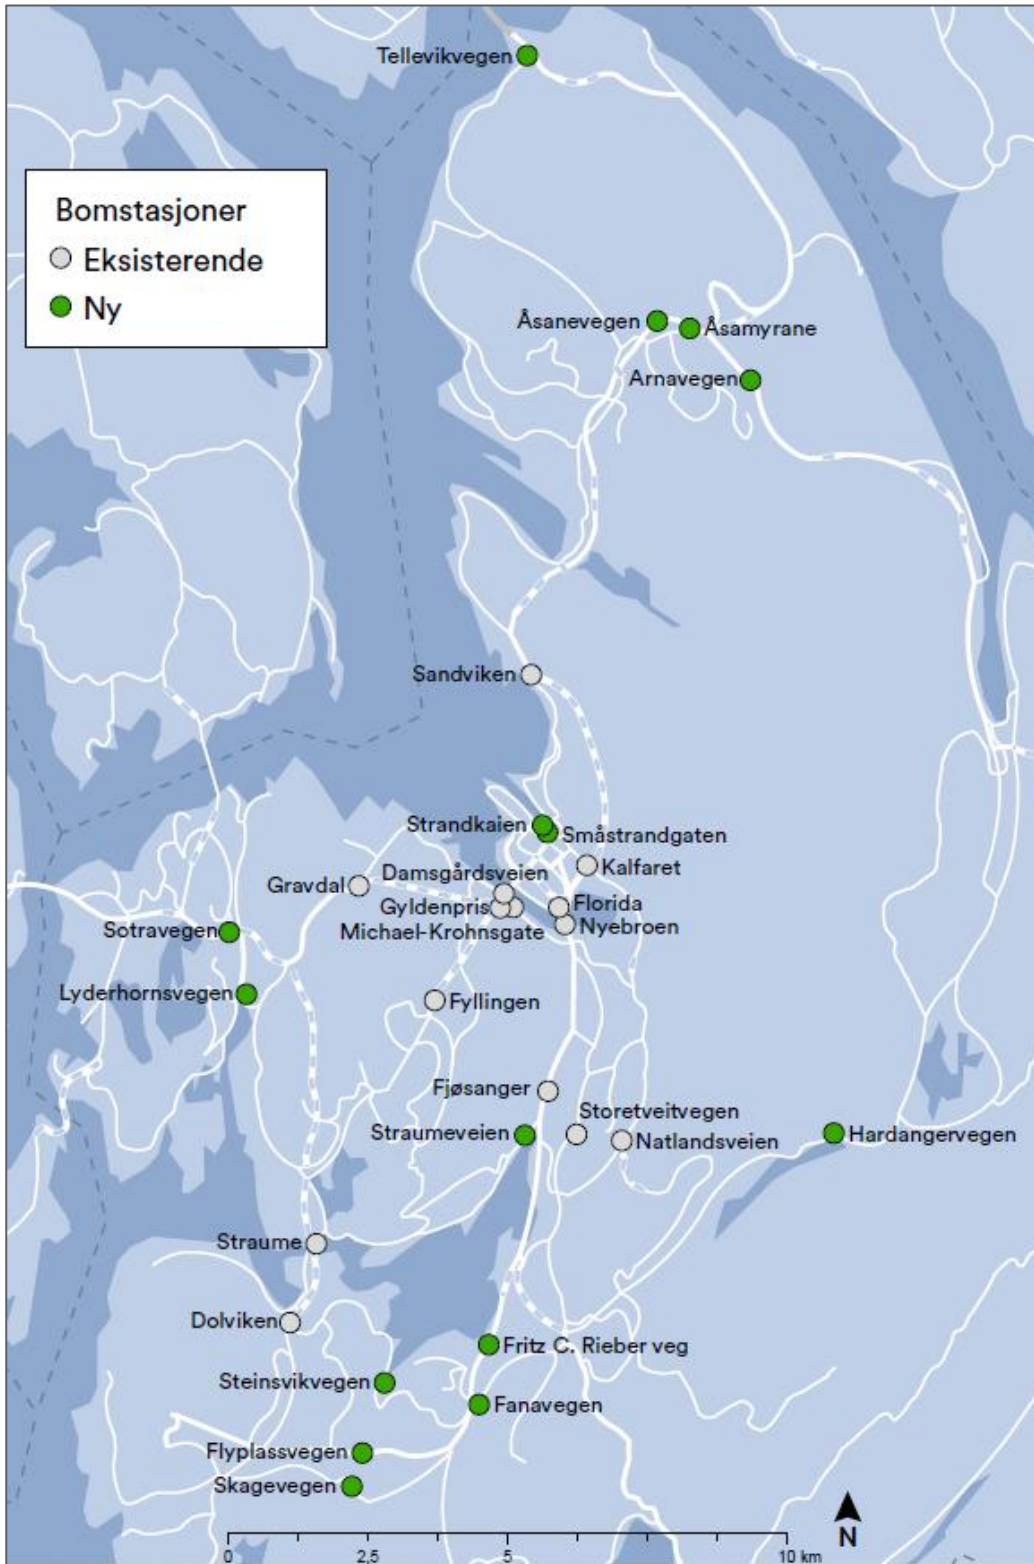 Tellevikvegen
Bomstasjoner
Eksisterende
Ny
Åsanevegen
Åsamyrane
Arnavegen
Sandviken
Strandkaien
Småstrandgaten
Kalfaret
Damsgårdsveien
Gravdal
Gyldenpris
Florida
Michael-Krohnsgate
Nyebroen
Sotravegen
Lyderhornsvegen
Fyllingen
Fjøsanger
Storetveitvegen
Straumeveien
Natlandsveien
Hardangervegen
Straume
Dolviken
Fritz C. Rieber veg
Steinsvikvegen
Fanavegen
Flyplassvegen
Skagevegen
N
0 2,5 5 10 km